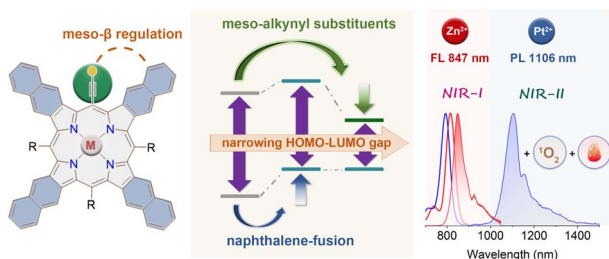 meso-β regulation
R
N
N
M
N
N
R
R
meso-alkynyl substituents
narrowing HOMO-LUMO gap
naphthalene-fusion
Zn²⁺
Pt²⁺
FL 847 nm
PL 1106 nm
NIR-I
NIR-II
+ ¹O₂ +
800 1000 1200 1400
Wavelength (nm)